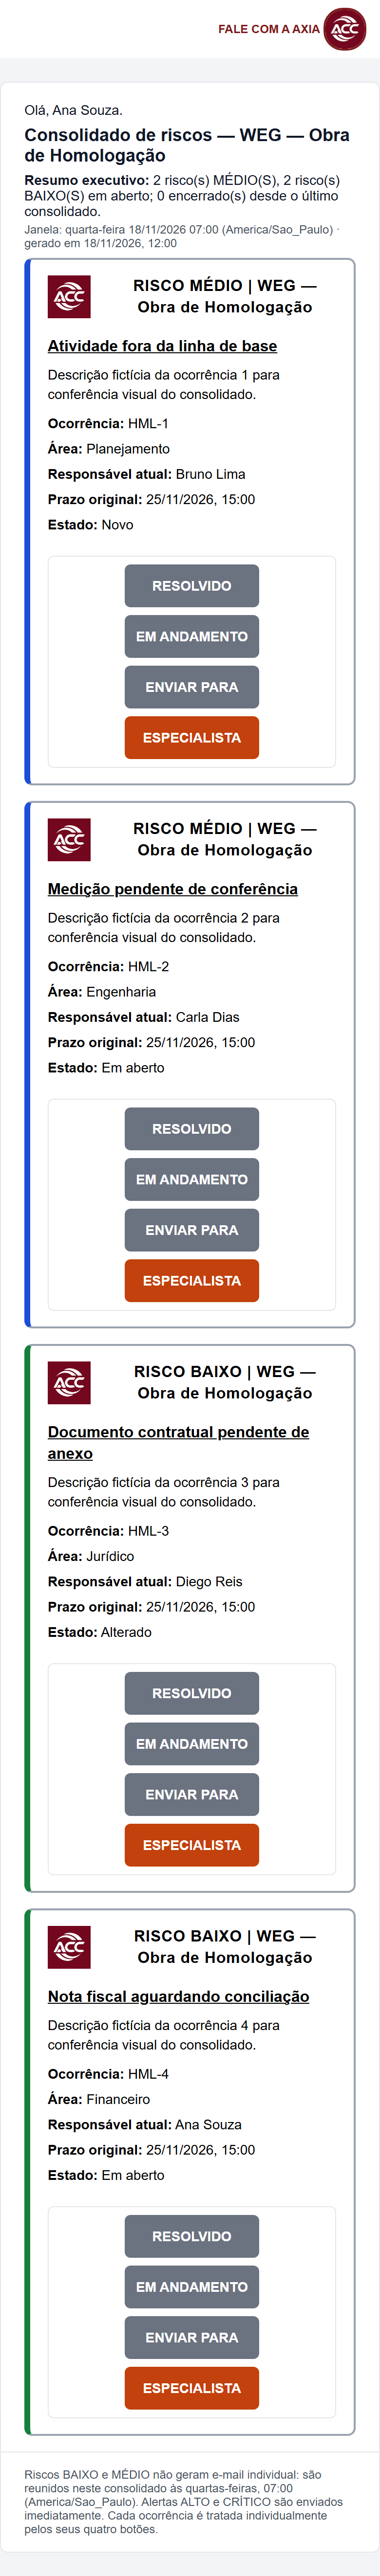 FALE COM A AXIA
ACC
Olá, Ana Souza.
Consolidado de riscos — WEG — Obra
de Homologação
Resumo executivo: 2 risco(s) MÉDIO(S), 2 risco(s)
BAIXO(S) em aberto; 0 encerrado(s) desde o último
consolidado.
Janela: quarta-feira 18/11/2026 07:00 (America/Sao_Paulo) ·
gerado em 18/11/2026, 12:00
ACC
RISCO MÉDIO | WEG —
Obra de Homologação
Atividade fora da linha de base
Descrição fictícia da ocorrência 1 para
conferência visual do consolidado.
Ocorrência: HML-1
Área: Planejamento
Responsável atual: Bruno Lima
Prazo original: 25/11/2026, 15:00
Estado: Novo
RESOLVIDO
EM ANDAMENTO
ENVIAR PARA
ESPECIALISTA
ACC
RISCO MÉDIO | WEG —
Obra de Homologação
Medição pendente de conferência
Descrição fictícia da ocorrência 2 para
conferência visual do consolidado.
Ocorrência: HML-2
Área: Engenharia
Responsável atual: Carla Dias
Prazo original: 25/11/2026, 15:00
Estado: Em aberto
RESOLVIDO
EM ANDAMENTO
ENVIAR PARA
ESPECIALISTA
ACC
RISCO BAIXO | WEG —
Obra de Homologação
Documento contratual pendente de
anexo
Descrição fictícia da ocorrência 3 para
conferência visual do consolidado.
Ocorrência: HML-3
Área: Jurídico
Responsável atual: Diego Reis
Prazo original: 25/11/2026, 15:00
Estado: Alterado
RESOLVIDO
EM ANDAMENTO
ENVIAR PARA
ESPECIALISTA
ACC
RISCO BAIXO | WEG —
Obra de Homologação
Nota fiscal aguardando conciliação
Descrição fictícia da ocorrência 4 para
conferência visual do consolidado.
Ocorrência: HML-4
Área: Financeiro
Responsável atual: Ana Souza
Prazo original: 25/11/2026, 15:00
Estado: Em aberto
RESOLVIDO
EM ANDAMENTO
ENVIAR PARA
ESPECIALISTA
Riscos BAIXO e MÉDIO não geram e-mail individual: são
reunidos neste consolidado às quartas-feiras, 07:00
(America/Sao_Paulo). Alertas ALTO e CRÍTICO são enviados
imediatamente. Cada ocorrência é tratada individualmente
pelos seus quatro botões.